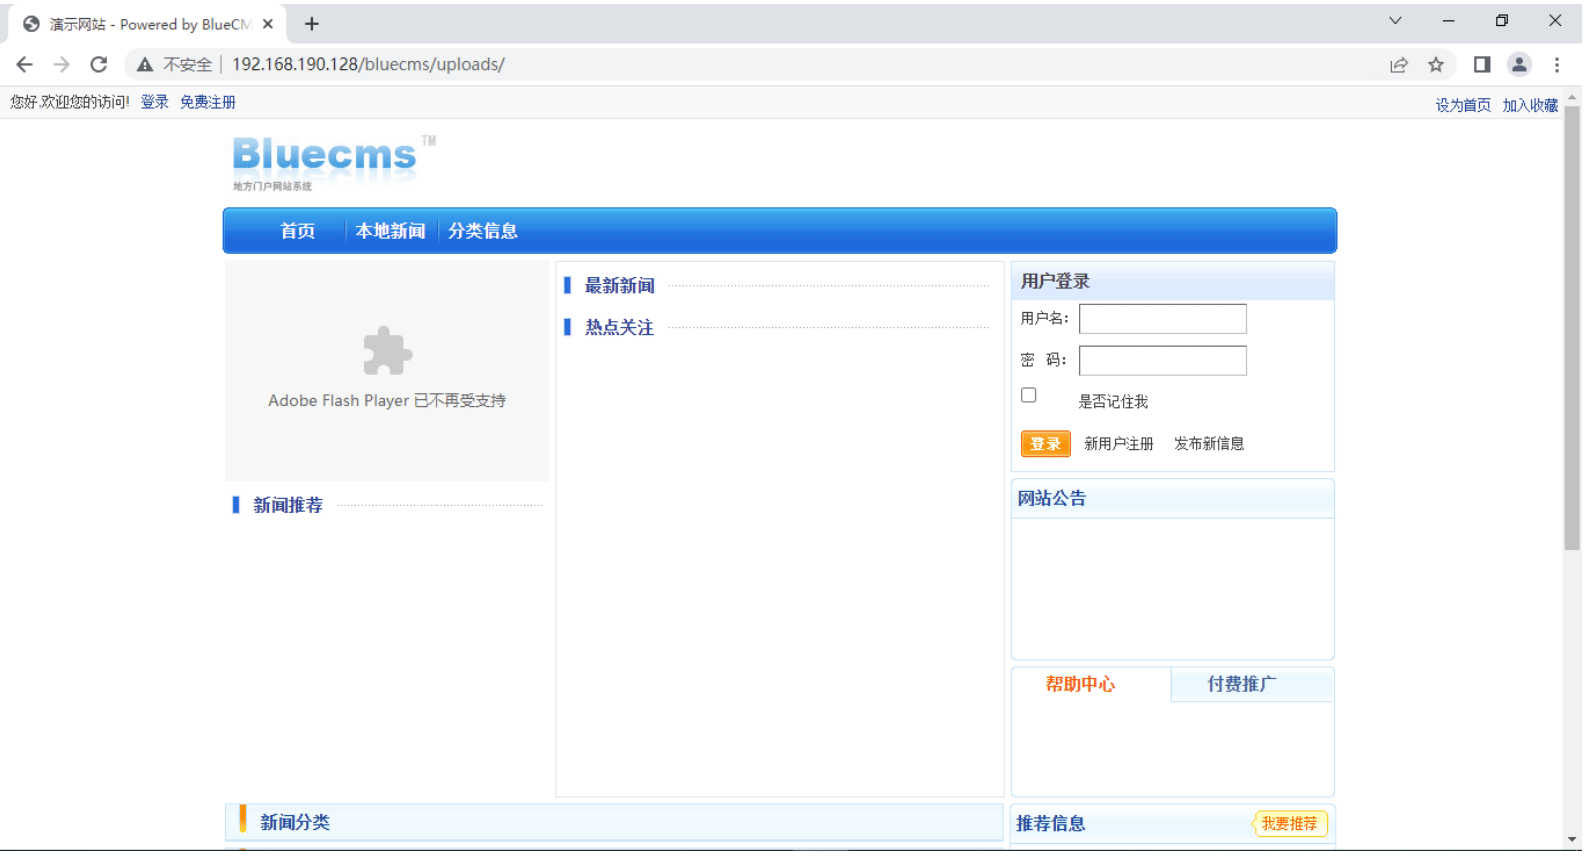 演示网站 - Powered by BlueCM
不安全 | 192.168.190.128/bluecms/uploads/
您好,欢迎您的访问! 登录 免费注册
设为首页 加入收藏
Bluecms TM
地方门户网站系统
首页 本地新闻 分类信息
Adobe Flash Player 已不再受支持
新闻推荐
最新新闻
热点关注
用户登录
用户名:
密 码:
是否记住我
登录 新用户注册 发布新信息
网站公告
帮助中心 付费推广
新闻分类
推荐信息 我要推荐